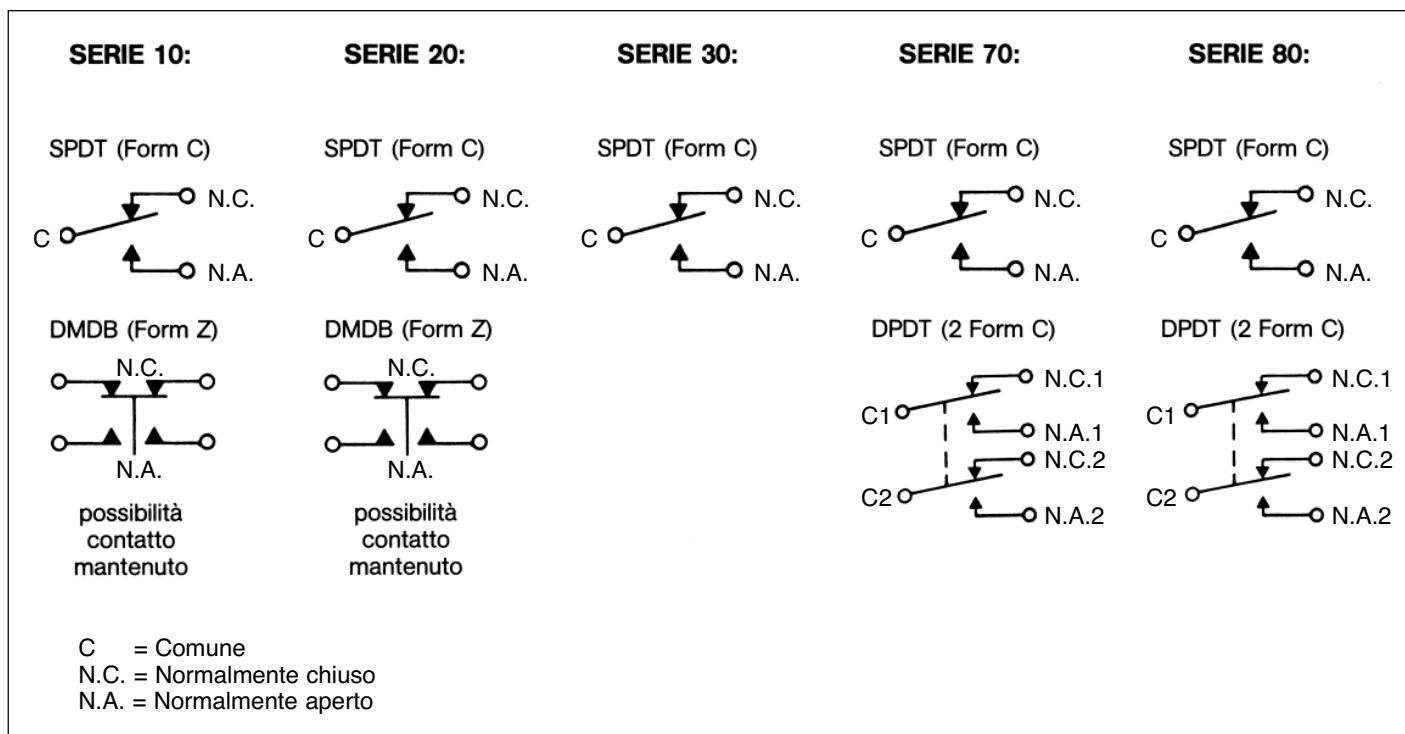 SERIE 10:
SERIE 20:
SERIE 30:
SERIE 70:
SERIE 80:
SPDT (Form C)
SPDT (Form C)
SPDT (Form C)
SPDT (Form C)
SPDT (Form C)
N.C.
N.C.
N.C.
N.C.
N.C.
C
C
C
C
C
N.A.
N.A.
N.A.
N.A.
N.A.
DMDB (Form Z)
DMDB (Form Z)
DPDT (2 Form C)
DPDT (2 Form C)
N.C.
N.C.
N.C.1
N.C.1
C1
C1
N.A.1
N.A.1
N.A.
N.A.
N.C.2
N.C.2
C2
C2
N.A.2
N.A.2
possibilità
contatto
mantenuto
possibilità
contatto
mantenuto
C = Comune
N.C. = Normalmente chiuso
N.A. = Normalmente aperto